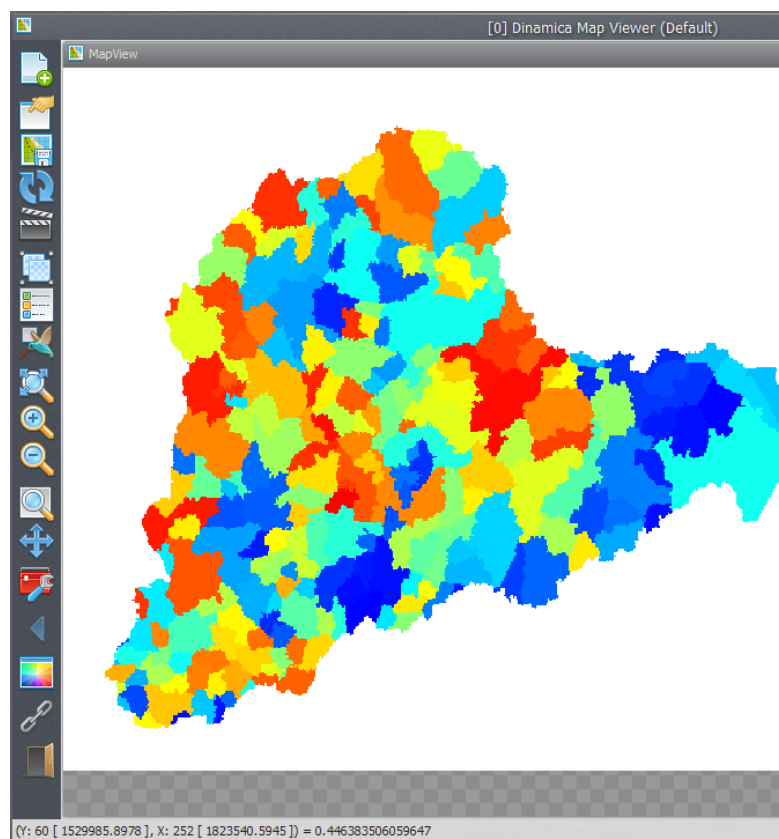 [0] Dinamica Map Viewer (Default)
MapView
(Y: 60 [ 1529985.8978 ], X: 252 [ 1823540.5945 ]) = 0.446383506059647